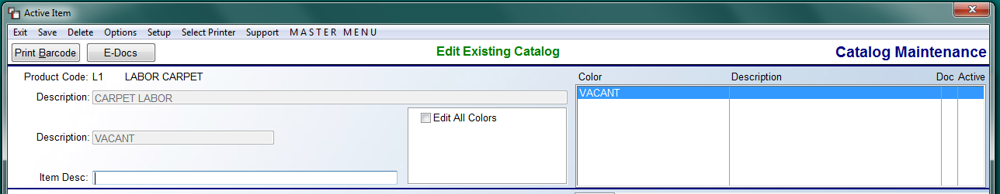 Active Item
Exit Save Delete Options Setup Select Printer Support M A S T E R M E N U
Print Barcode E-Docs Edit Existing Catalog Catalog Maintenance
Product Code: L1 LABOR CARPET
Color Description Doc Active
Description: CARPET LABOR
VACANT
Edit All Colors
Description: VACANT
Item Desc: